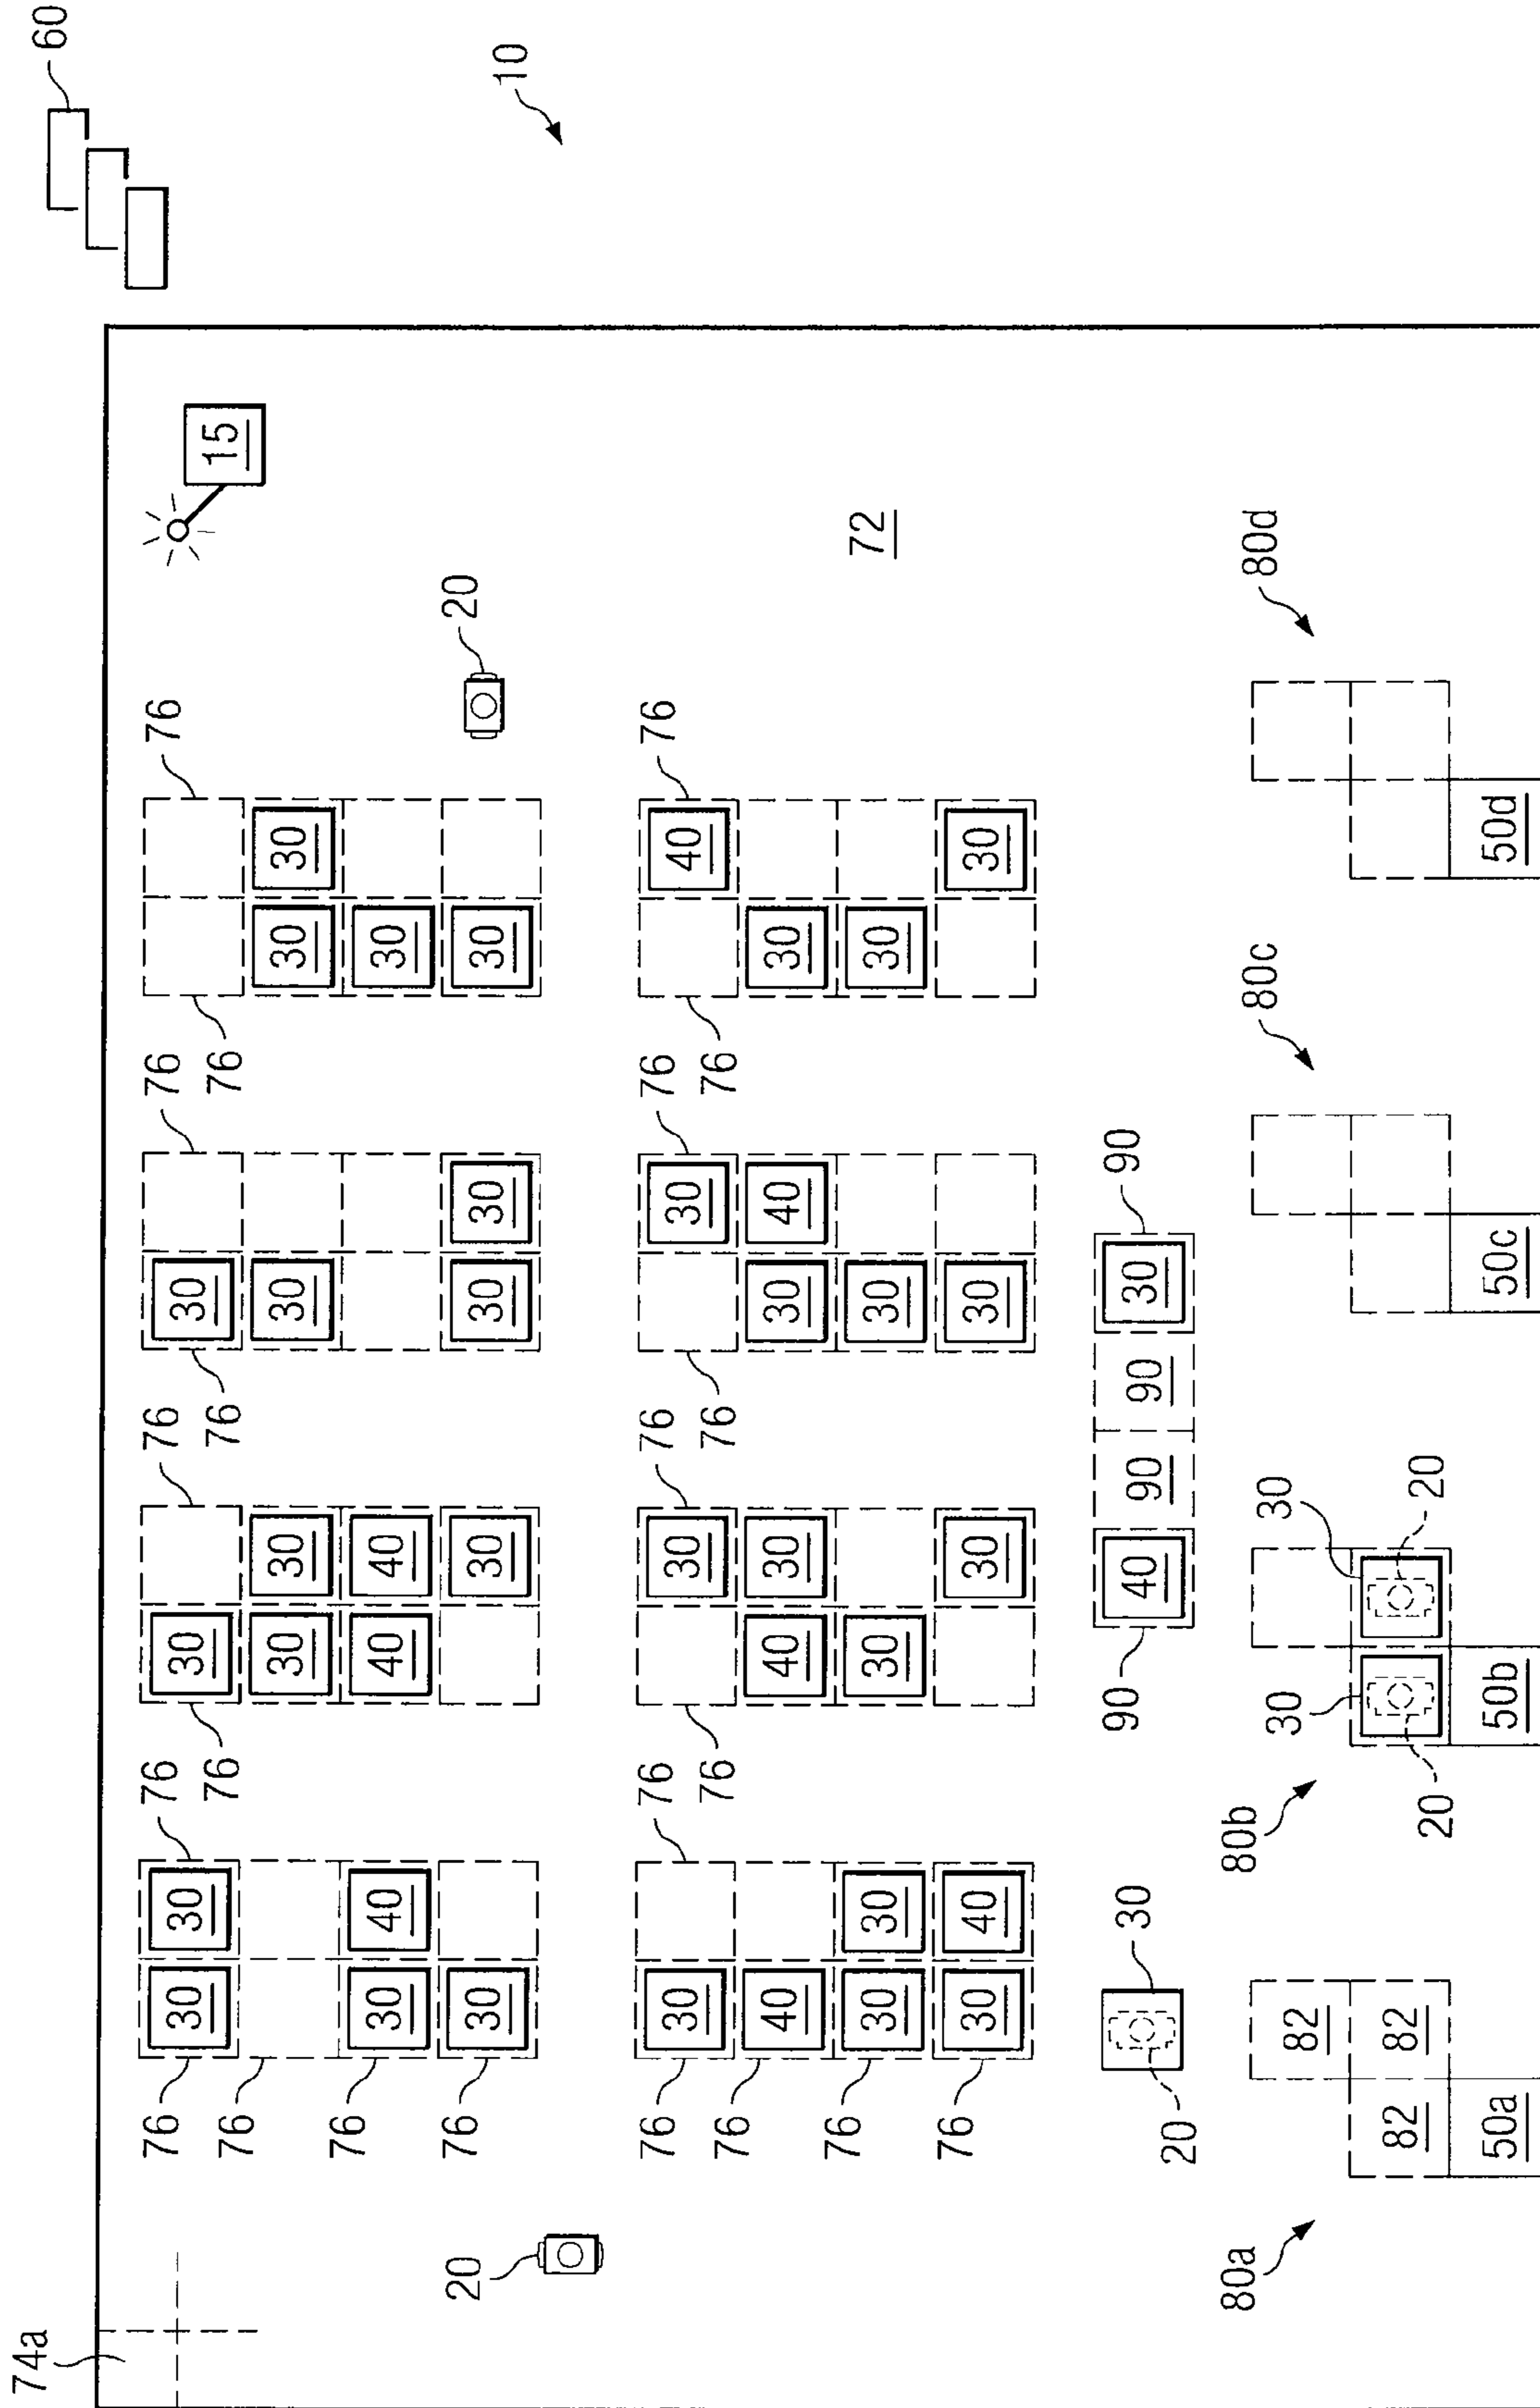 74a 60
76 30 30 76 30 76 30 76 76
76 76 76 76 15
30 30 30 30 30
76
30 40 40 40 30
20 76 30 30 30 30 30 20 10
76 30 76 30 76 30 76 40 76
76 76 76 76
40 40 30 30 40 30
76 30 30 30 30 30 72
76 30 40 30 30 30
20 30 90 40 90 90 30 90
80a 80b 80c 80d
82 30 30
82 82 20 20
50a 50b 50c 50d